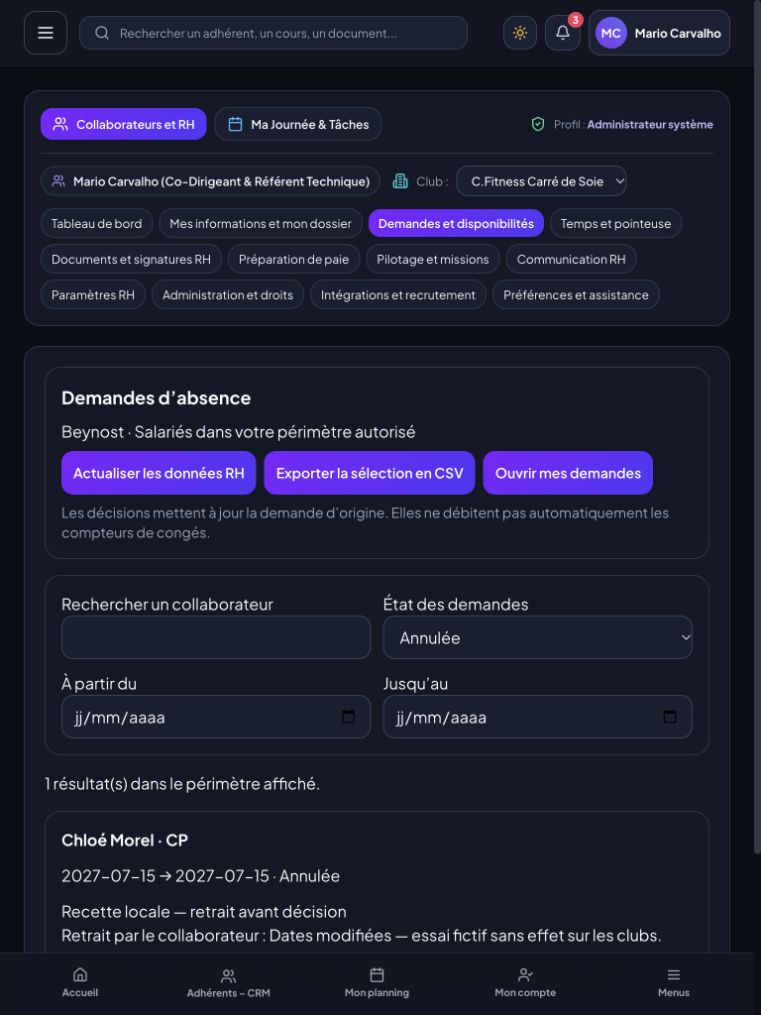 Rechercher un adhérent, un cours, un document...
3
MC
Mario Carvalho
Collaborateurs et RH
Ma Journée & Tâches
Profil : Administrateur système
Mario Carvalho (Co-Dirigeant & Référent Technique)
Club :
C.Fitness Carré de Soie
Tableau de bord
Mes informations et mon dossier
Demandes et disponibilités
Temps et pointeuse
Documents et signatures RH
Préparation de paie
Pilotage et missions
Communication RH
Paramètres RH
Administration et droits
Intégrations et recrutement
Préférences et assistance
Demandes d’absence
Beynost · Salariés dans votre périmètre autorisé
Actualiser les données RH
Exporter la sélection en CSV
Ouvrir mes demandes
Les décisions mettent à jour la demande d’origine. Elles ne débitent pas automatiquement les
compteurs de congés.
Rechercher un collaborateur
État des demandes
Annulée
À partir du
Jusqu’au
jj/mm/aaaa
jj/mm/aaaa
1 résultat(s) dans le périmètre affiché.
Chloé Morel · CP
2027-07-15 → 2027-07-15 · Annulée
Recette locale — retrait avant décision
Retrait par le collaborateur : Dates modifiées — essai fictif sans effet sur les clubs.
Accueil
Adhérents – CRM
Mon planning
Mon compte
Menus